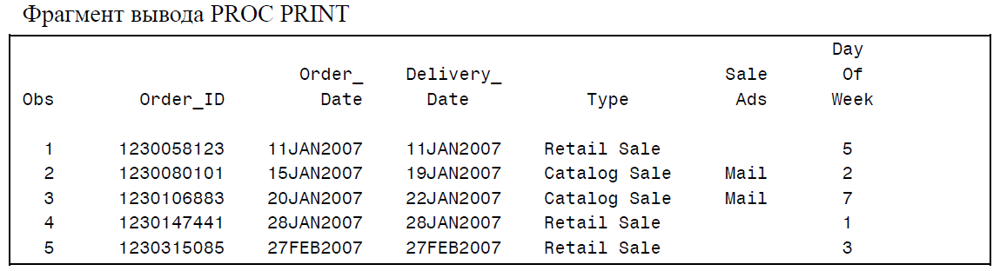 Фрагмент вывода PROC PRINT
Day
Order_ Delivery_ Sale Of
Obs Order_ID Date Date Type Ads Week
1 1230058123 11JAN2007 11JAN2007 Retail Sale 5
2 1230080101 15JAN2007 19JAN2007 Catalog Sale Mail 2
3 1230106883 20JAN2007 22JAN2007 Catalog Sale Mail 7
4 1230147441 28JAN2007 28JAN2007 Retail Sale 1
5 1230315085 27FEB2007 27FEB2007 Retail Sale 3